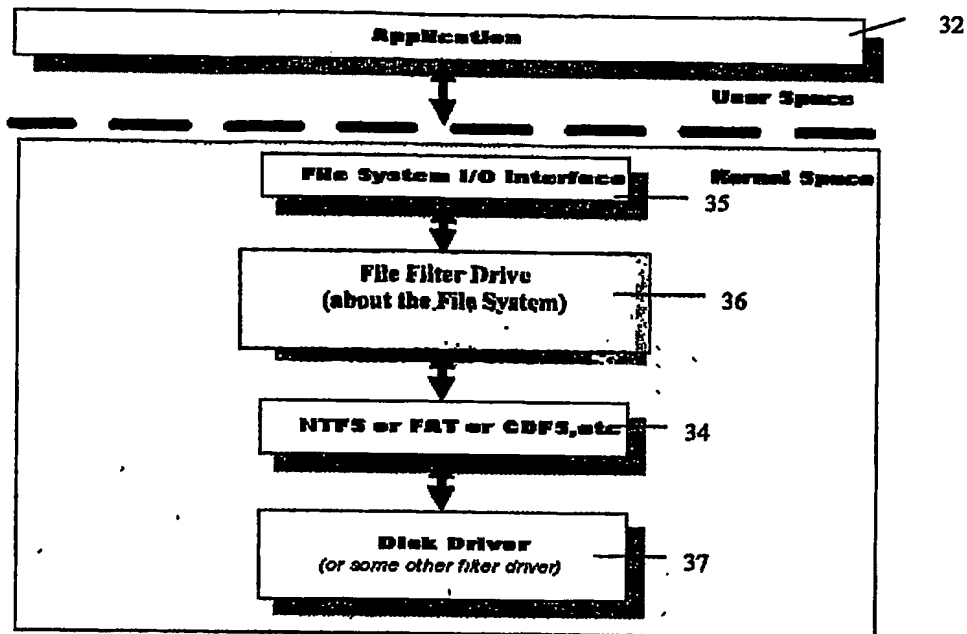 32
Application
User Space
File System I/O Interface
Kernel Space
35
File Filter Drive
(about the File System)
36
NTFS or FAT or CDFS,etc
34
Disk Driver
(or some other filter driver)
37